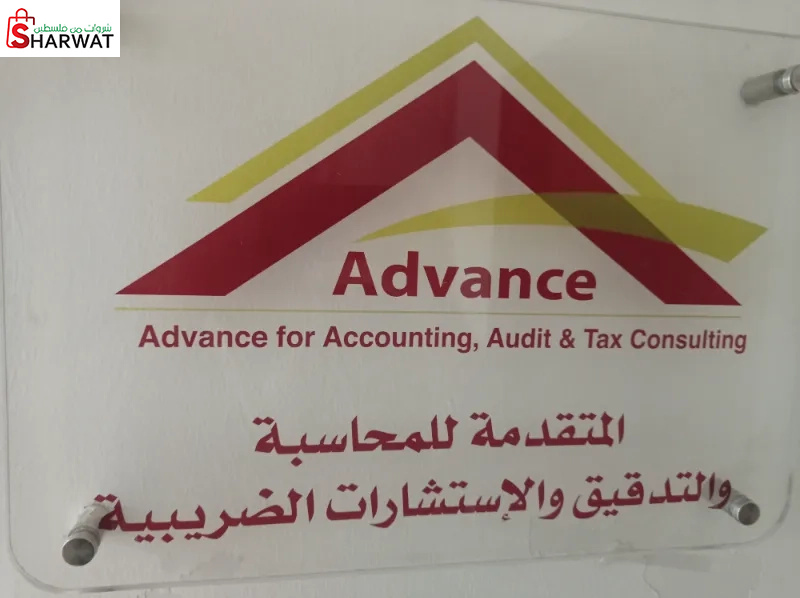 شروات من فلسطين
SHARWAT
Advance
Advance for Accounting, Audit & Tax Consulting
المتقدمة للمحاسبة
والتدقيق والإستشارات الضريبية